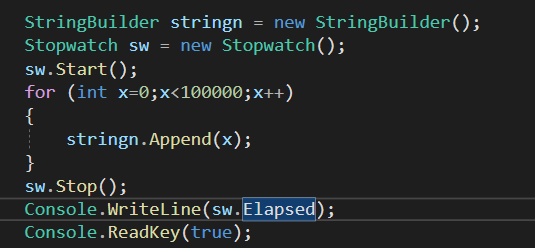 StringBuilder stringn = new StringBuilder();
Stopwatch sw = new Stopwatch();
sw.Start();
for (int x=0;x<100000;x++)
{
stringn.Append(x);
}
sw.Stop();
Console.WriteLine(sw.Elapsed);
Console.ReadKey(true);